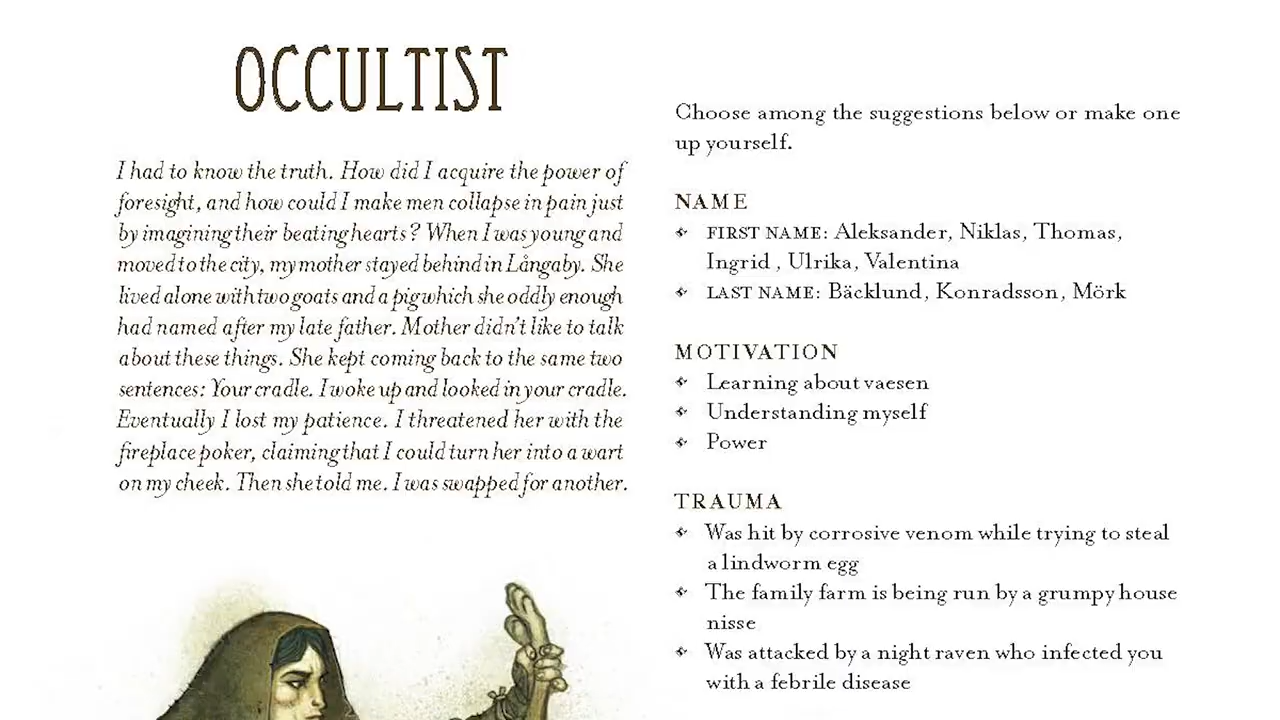 OCCULTIST
I had to know the truth. How did I acquire the power of
foresight, and how could I make men collapse in pain just
by imagining their beating hearts? When I was young and
moved to the city, my mother stayed behind in Långaby. She
lived alone with two goats and a pig which she oddly enough
had named after my late father. Mother didn't like to talk
about these things. She kept coming back to the same two
sentences: Your cradle. I woke up and looked in your cradle.
Eventually I lost my patience. I threatened her with the
fireplace poker, claiming that I could turn her into a wart
on my cheek. Then she told me. I was swapped for another.
Choose among the suggestions below or make one
up yourself.
NAME
FIRST NAME: Aleksander, Niklas, Thomas,
Ingrid , Ulrika, Valentina
LAST NAME: Bäcklund, Konradsson, Mörk
MOTIVATION
Learning about vaesen
Understanding myself
Power
TRAUMA
Was hit by corrosive venom while trying to steal
a lindworm egg
The family farm is being run by a grumpy house
nisse
Was attacked by a night raven who infected you
with a febrile disease